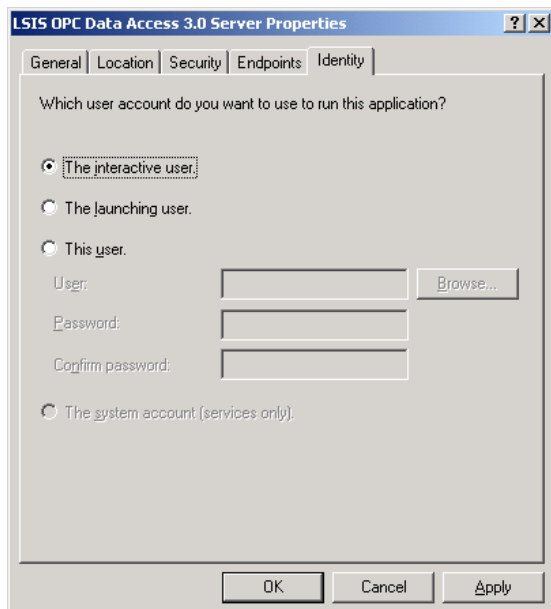 LSIS OPC Data Access 3.0 Server Properties ? X
General Location Security Endpoints Identity
Which user account do you want to use to run this application?
The interactive user.
The launching user.
This user.
User: Browse...
Password:
Confirm password:
The system account (services only).
OK Cancel Apply